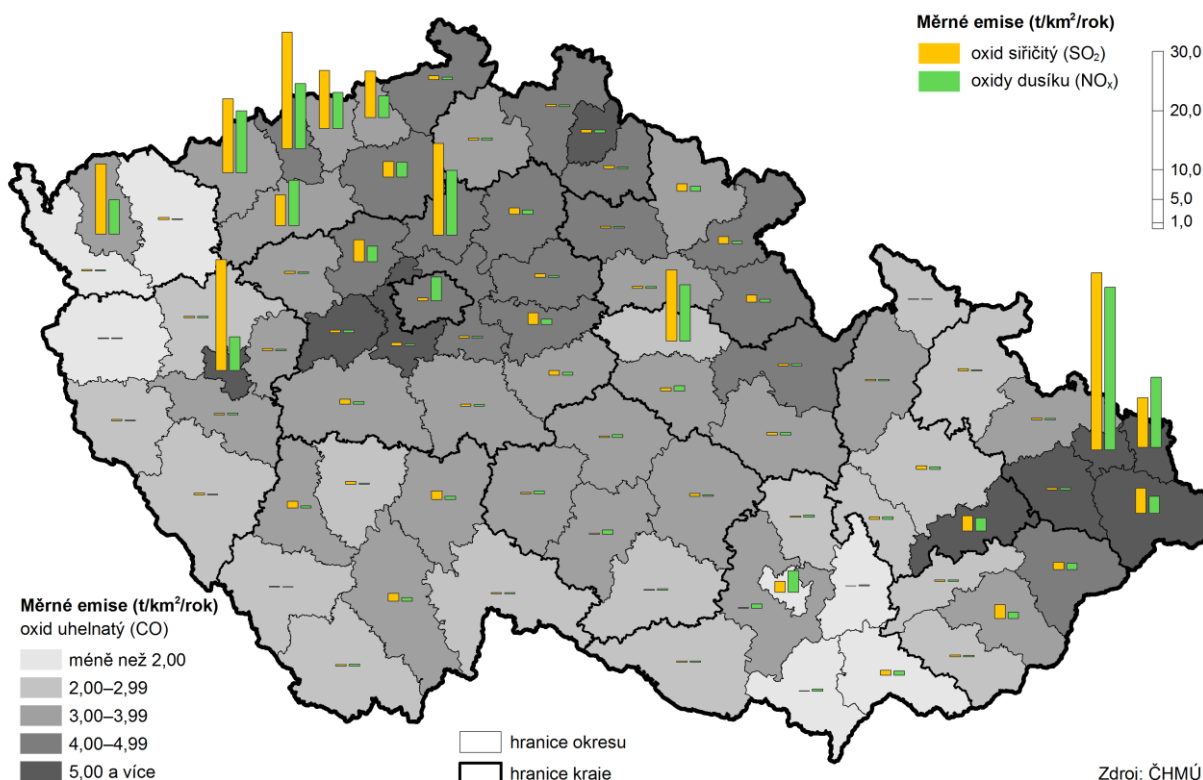 Měrné emise (t/km²/rok)
oxid siřičitý (SO₂)
oxidy dusíku (NOₓ)
30,0
20,0
10,0
5,0
1,0
Měrné emise (t/km²/rok)
oxid uhelnatý (CO)
méně než 2,00
2,00–2,99
3,00–3,99
4,00–4,99
5,00 a více
hranice okresu
hranice kraje
Zdroj: ČHMÚ